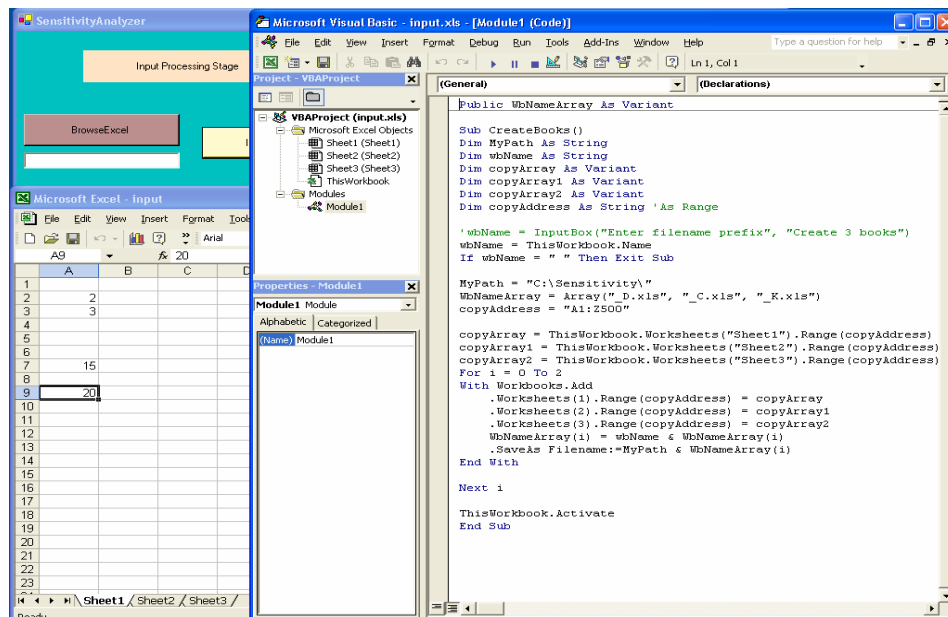 SensitivityAnalyzer
Input Processing Stage
BrowseExcel
I
Microsoft Excel - input
File Edit View Insert Format Tools
Arial
A9 fx 20
A B C D
1
2 2
3 3
4
5
6
7 15
8
9 20
10
11
12
13
14
15
16
17
18
19
20
21
22
23
Sheet1 / Sheet2 / Sheet3 /
Ready
Microsoft Visual Basic - input.xls - [Module1 (Code)]
File Edit View Insert Format Debug Run Tools Add-Ins Window Help Type a question for help
Ln 1, Col 1
Project - VBAProject
VBAProject (input.xls)
Microsoft Excel Objects
Sheet1 (Sheet1)
Sheet2 (Sheet2)
Sheet3 (Sheet3)
ThisWorkbook
Modules
Module1
Properties - Module1
Module1 Module
Alphabetic Categorized
(Name) Module1
(General) (Declarations)
Public WbNameArray As Variant
Sub CreateBooks()
Dim MyPath As String
Dim wbName As String
Dim copyArray As Variant
Dim copyArray1 As Variant
Dim copyArray2 As Variant
Dim copyAddress As String 'As Range
'wbName = InputBox("Enter filename prefix", "Create 3 books")
wbName = ThisWorkbook.Name
If wbName = " " Then Exit Sub
MyPath = "C:\Sensitivity\"
WbNameArray = Array("_D.xls", "_C.xls", "_K.xls")
copyAddress = "A1:Z500"
copyArray = ThisWorkbook.Worksheets("Sheet1").Range(copyAddress)
copyArray1 = ThisWorkbook.Worksheets("Sheet2").Range(copyAddress)
copyArray2 = ThisWorkbook.Worksheets("Sheet3").Range(copyAddress)
For i = 0 To 2
With Workbooks.Add
.Worksheets(1).Range(copyAddress) = copyArray
.Worksheets(2).Range(copyAddress) = copyArray1
.Worksheets(3).Range(copyAddress) = copyArray2
WbNameArray(i) = wbName & WbNameArray(i)
.SaveAs Filename:=MyPath & WbNameArray(i)
End With
Next i
ThisWorkbook.Activate
End Sub